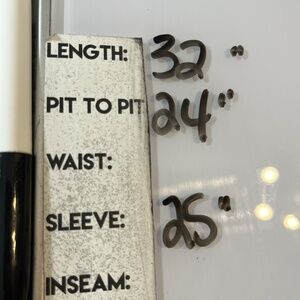 LENGTH: 32"
PIT TO PIT 24"
WAIST:
SLEEVE: 25"
INSEAM: